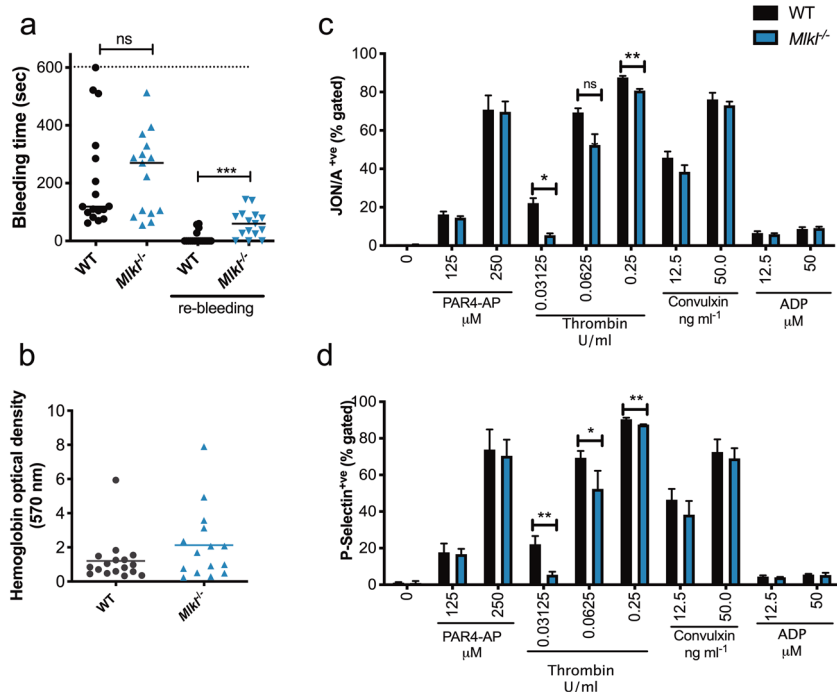 a
ns
600
400
200
0
Bleeding time (sec)
WT
Mlkl-/-
***
WT
Mlkl-/-
re-bleeding
b
10
8
6
4
2
0
Hemoglobin optical density
(570 nm)
WT
Mlkl-/-
c
WT
Mlkl-/-
100
80
60
40
20
0
JON/A +ve (% gated)
*
ns
**
0
125
250
0.03125
0.0625
0.25
12.5
50.0
12.5
50
PAR4-AP
μM
Thrombin
U/ml
Convulxin
ng ml-1
ADP
μM
d
100
80
60
40
20
0
P-Selectin+ve (% gated)
**
*
**
0
125
250
0.03125
0.0625
0.25
12.5
50.0
12.5
50
PAR4-AP
μM
Thrombin
U/ml
Convulxin
ng ml-1
ADP
μM